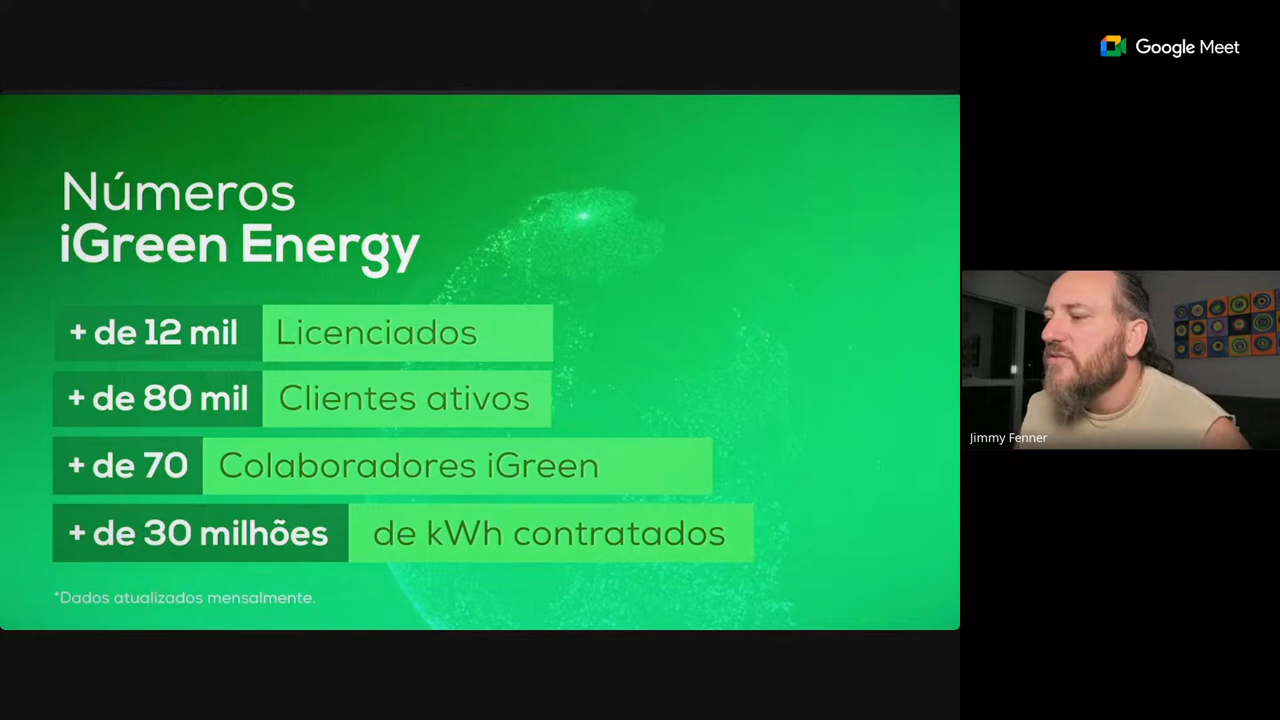 Google Meet
Números
iGreen Energy
+ de 12 mil Licenciados
+ de 80 mil Clientes ativos
+ de 70 Colaboradores iGreen
+ de 30 milhões de kWh contratados
*Dados atualizados mensalmente.
Jimmy Fenner